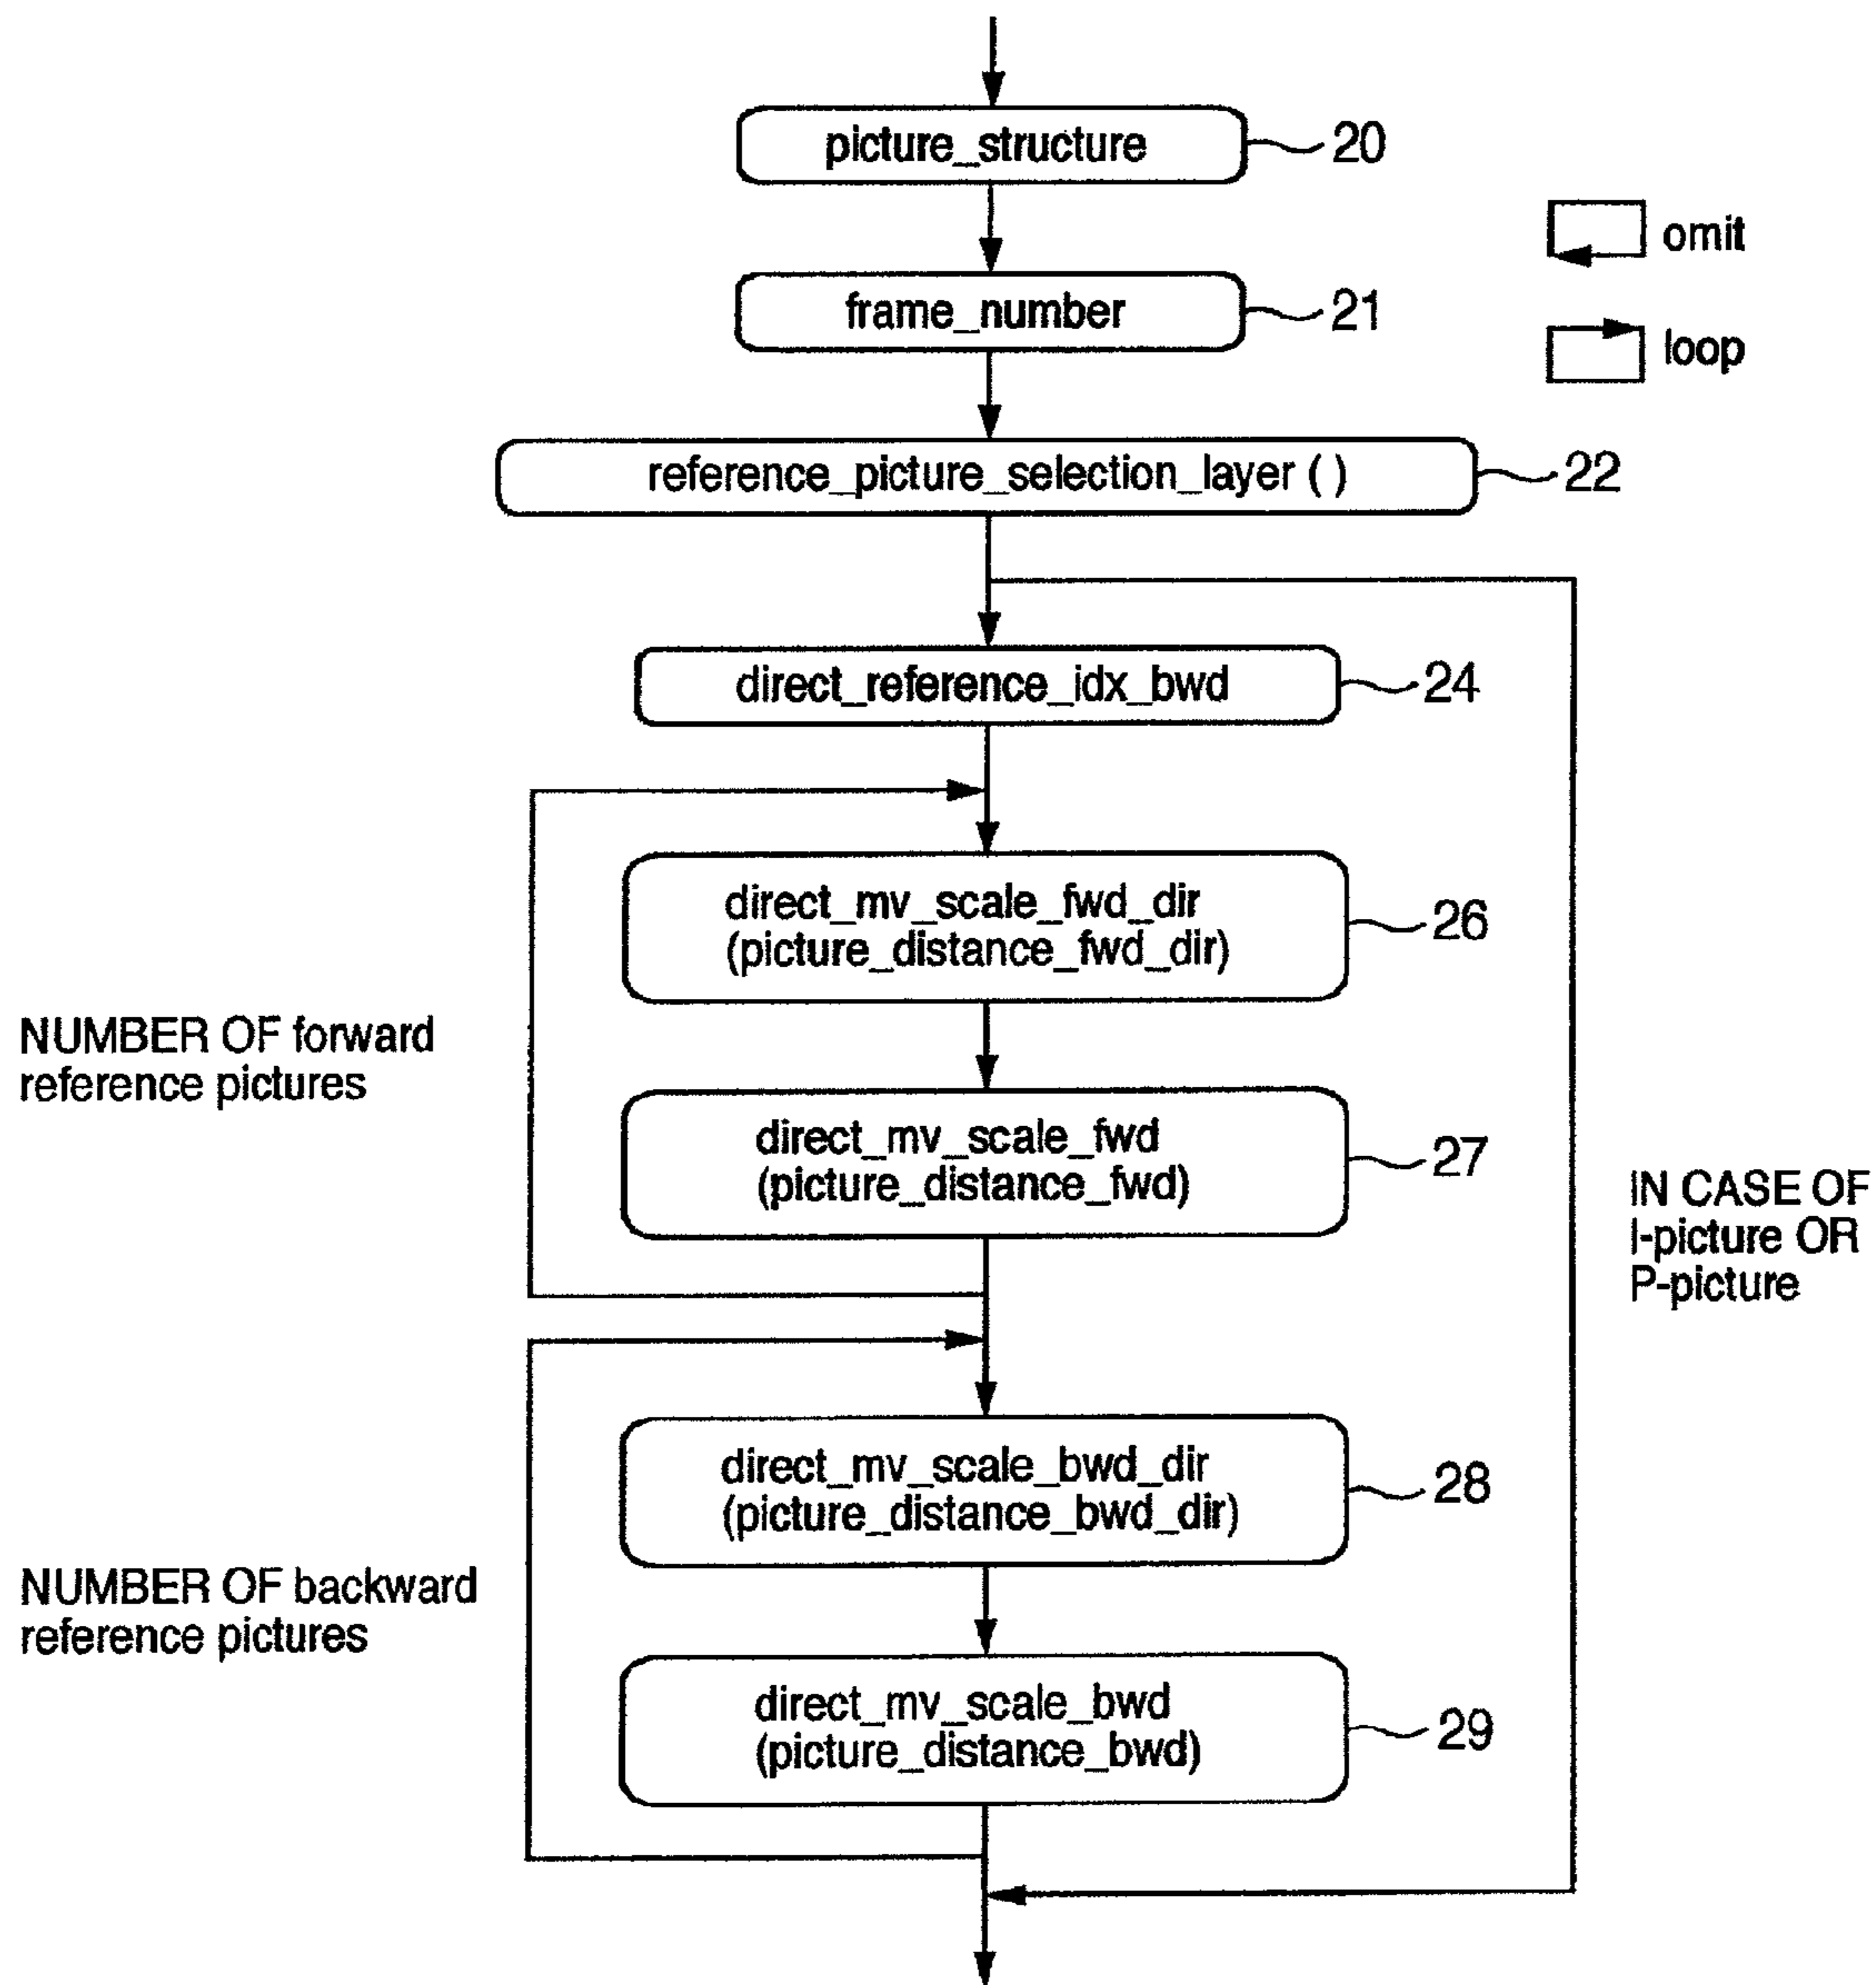 picture_structure
20
omit
frame_number
21
loop
reference_picture_selection_layer ( )
22
direct_reference_idx_bwd
24
direct_mv_scale_fwd_dir
(picture_distance_fwd_dir)
26
NUMBER OF forward
reference pictures
direct_mv_scale_fwd
(picture_distance_fwd)
27
IN CASE OF
I-picture OR
P-picture
direct_mv_scale_bwd_dir
(picture_distance_bwd_dir)
28
NUMBER OF backward
reference pictures
direct_mv_scale_bwd
(picture_distance_bwd)
29